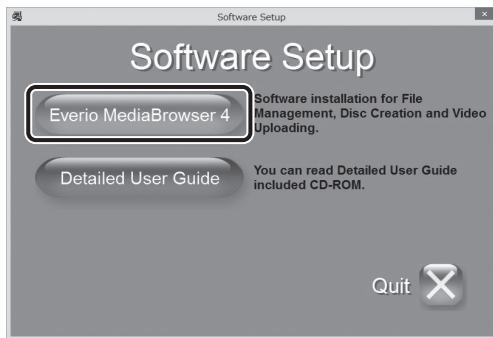 Software Setup
Software Setup
Everio MediaBrowser 4
Software installation for File
Management, Disc Creation and Video
Uploading.
Detailed User Guide
You can read Detailed User Guide
included CD-ROM.
Quit